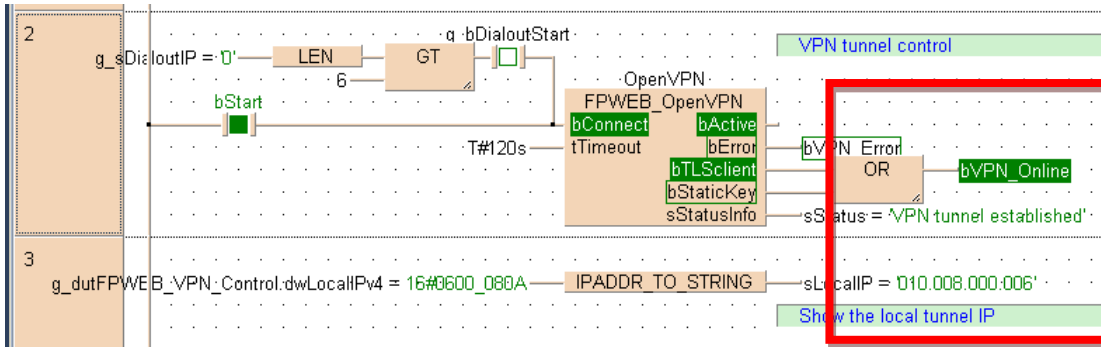 2
g_bDialoutStart
VPN tunnel control
g_sDialoutIP = '0'
LEN
GT
6
OpenVPN
bStart
FPWEB_OpenVPN
bConnect
bActive
T#120s
tTimeout
bError
bVPN_Error
bTLSclient
OR
bVPN_Online
bStaticKey
sStatusInfo
sStatus = 'VPN tunnel established'
3
g_dutFPWEB_VPN_Control.dwLocalIPv4 = 16#0600_080A
IPADDR_TO_STRING
sLocalIP = '010.008.000.006'
Show the local tunnel IP